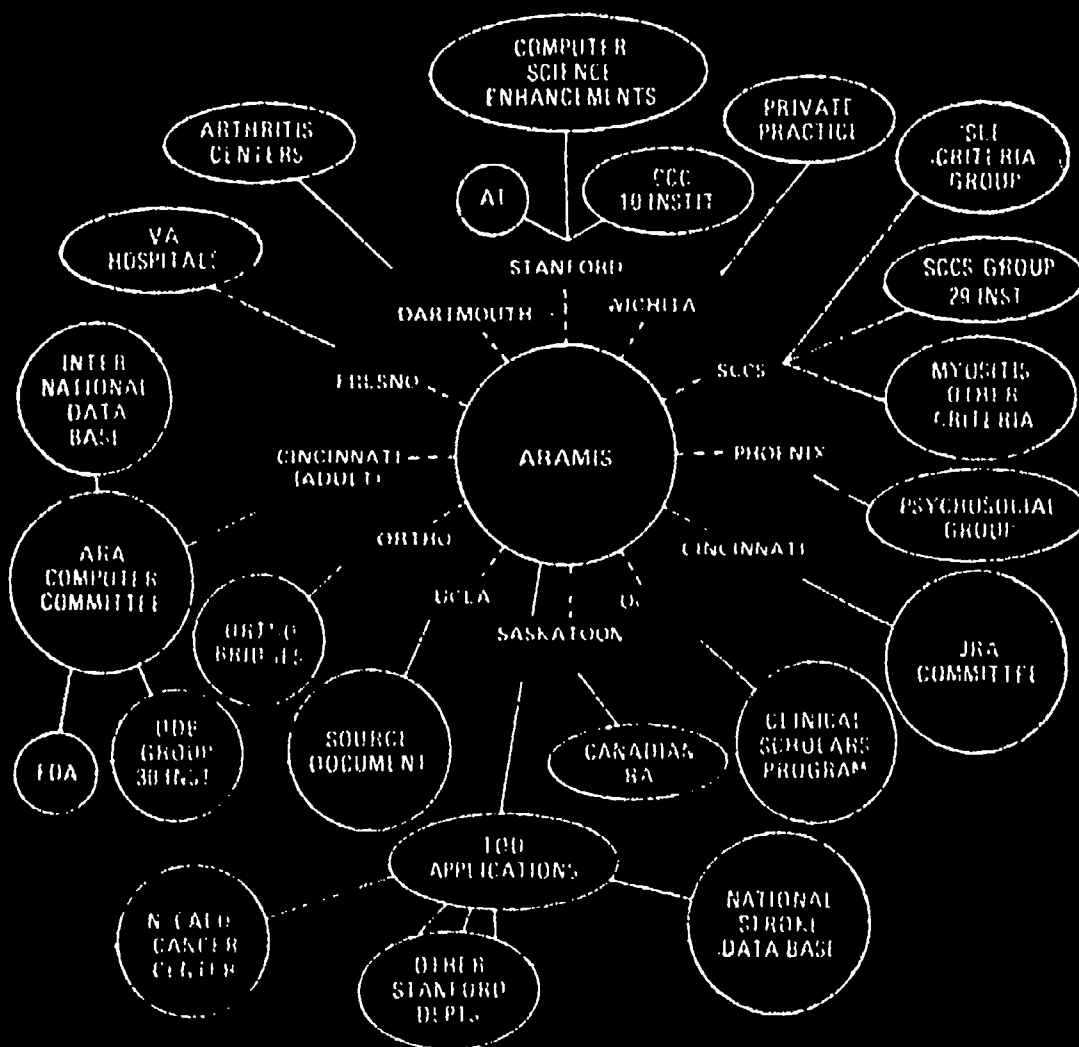 COMPUTER
SCIENCE
ENHANCEMENTS
PRIVATE
PRACTICE
SLE
CRITERIA
GROUP
ARTHRITIS
CENTERS
AI
10 INSTIT
VA
HOSPITALS
STANFORD
SCCS GROUP
29 INST
DARTMOUTH
WICHITA
INTER
NATIONAL
DATA
BASE
FRESNO
SCCS
MYOSITIS
OTHER
CRITERIA
CINCINNATI
(ADULT)
ARAMIS
PHOENIX
PSYCHOSOCIAL
GROUP
ARA
COMPUTER
COMMITTEE
ORTHO
CINCINNATI
UCLA
SASKATOON
ORTHO
BRIDGES
JRA
COMMITTEE
FDA
GROUP
30 INST
SOURCE
DOCUMENT
CANADIAN
RA
CLINICAL
SCHOLARS
PROGRAM
TOD
APPLICATIONS
CANCER
CENTER
OTHER
STANFORD
DEPTS
NATIONAL
STROKE
DATA BASE